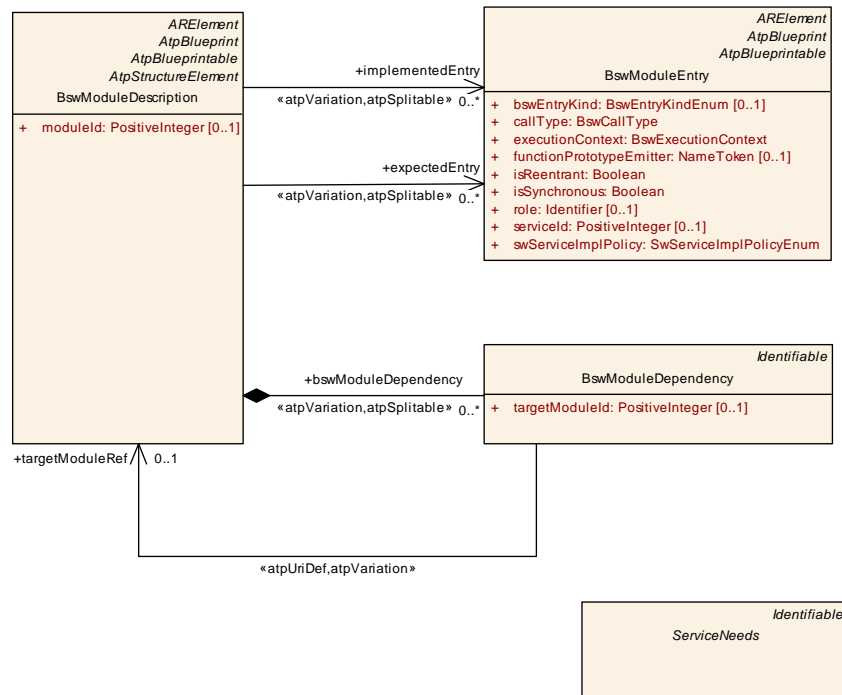 ARElement
AtpBlueprint
AtpBlueprintable
AtpStructureElement
BswModuleDescription
+ moduleId: PositiveInteger [0..1]
+implementedEntry
«atpVariation,atpSplitable» 0..*
+expectedEntry
«atpVariation,atpSplitable» 0..*
ARElement
AtpBlueprint
AtpBlueprintable
BswModuleEntry
+ bswEntryKind: BswEntryKindEnum [0..1]
+ callType: BswCallType
+ executionContext: BswExecutionContext
+ functionPrototypeEmitter: NameToken [0..1]
+ isReentrant: Boolean
+ isSynchronous: Boolean
+ role: Identifier [0..1]
+ serviceId: PositiveInteger [0..1]
+ swServiceImplPolicy: SwServiceImplPolicyEnum
+bswModuleDependency
«atpVariation,atpSplitable» 0..*
Identifiable
BswModuleDependency
+ targetModuleId: PositiveInteger [0..1]
+targetModuleRef 0..1
«atpUriDef,atpVariation»
Identifiable
ServiceNeeds